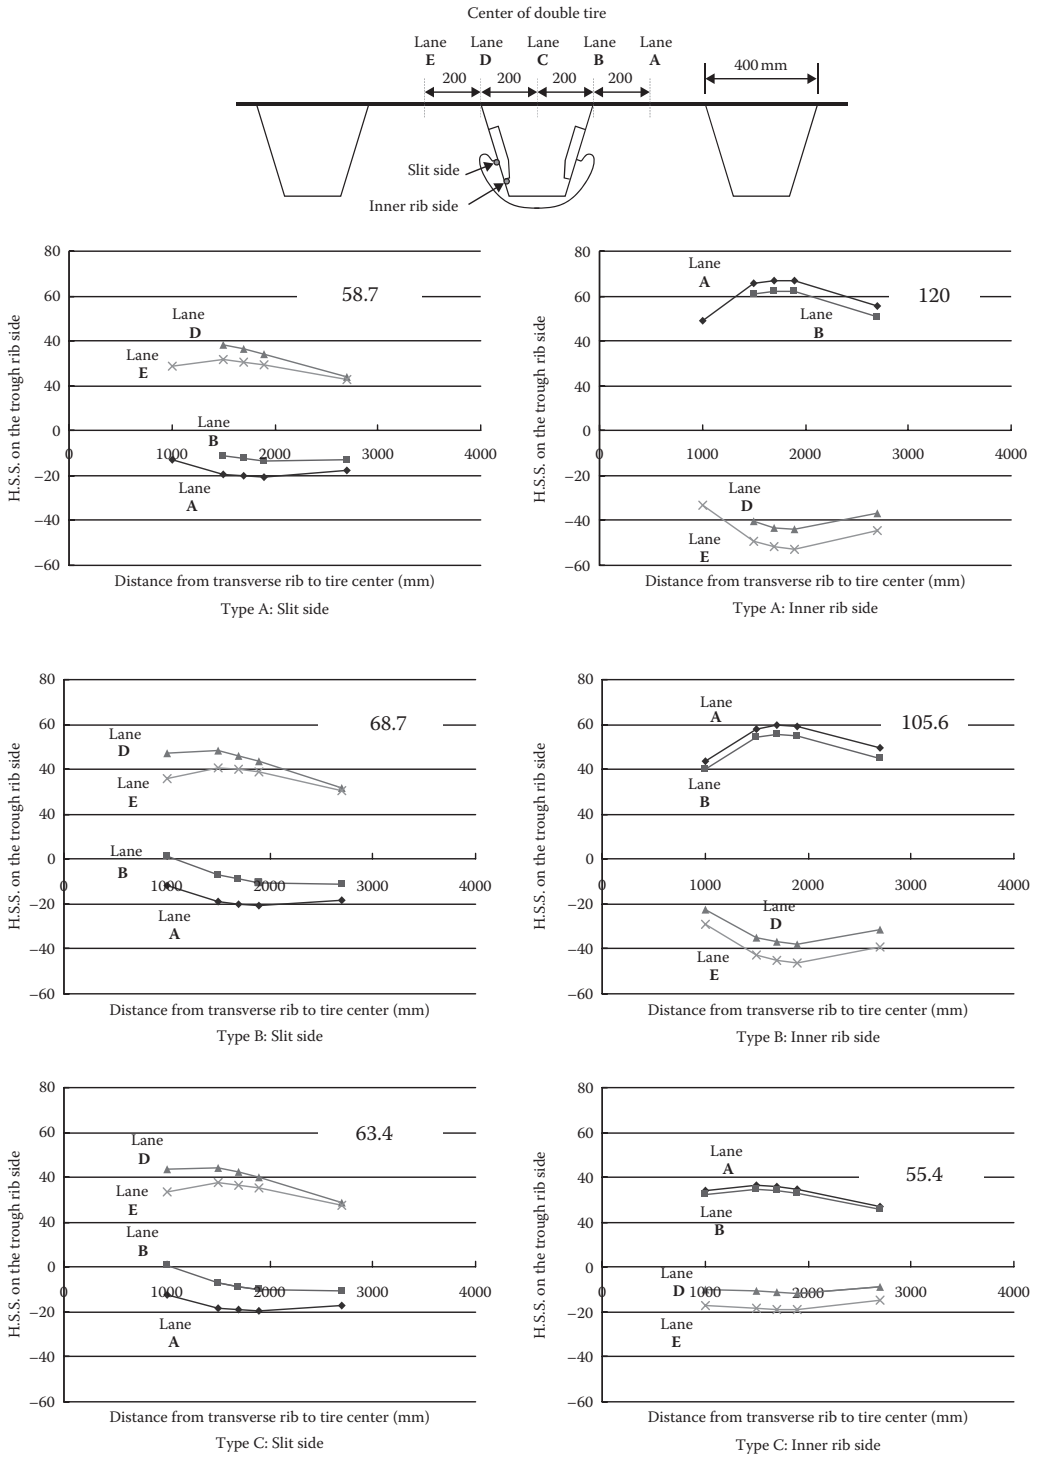 Center of double tire
Lane Lane Lane Lane Lane
E D C B A
200 200 200 200
400 mm
Slit side
Inner rib side
H.S.S. on the trough rib side
80
60
40
40
0
−20
−40
−60
0 1000 2000 3000 4000
58.7
Lane
D
Lane
E
Lane
B
Lane
A
Distance from transverse rib to tire center (mm)
Type A: Slit side
H.S.S. on the trough rib side
80
60
40
40
0
−20
−40
−60
0 1000 2000 3000 4000
120
Lane
A
Lane
B
Lane
D
Lane
E
Distance from transverse rib to tire center (mm)
Type A: Inner rib side
H.S.S. on the trough rib side
80
60
40
40
0
−20
−40
−60
0 1000 2000 3000 4000
68.7
Lane
D
Lane
E
Lane
B
Lane
A
Distance from transverse rib to tire center (mm)
Type B: Slit side
H.S.S. on the trough rib side
80
60
40
40
0
−20
−40
−60
0 1000 2000 3000 4000
105.6
Lane
A
Lane
B
Lane
D
Lane
E
Distance from transverse rib to tire center (mm)
Type B: Inner rib side
H.S.S. on the trough rib side
80
60
40
40
0
−20
−40
−60
0 1000 2000 3000 4000
63.4
Lane
D
Lane
E
Lane
B
Lane
A
Distance from transverse rib to tire center (mm)
Type C: Slit side
H.S.S. on the trough rib side
80
60
40
40
0
−20
−40
−60
0 1000 2000 3000 4000
55.4
Lane
A
Lane
B
Lane
D
Lane
E
Distance from transverse rib to tire center (mm)
Type C: Inner rib side